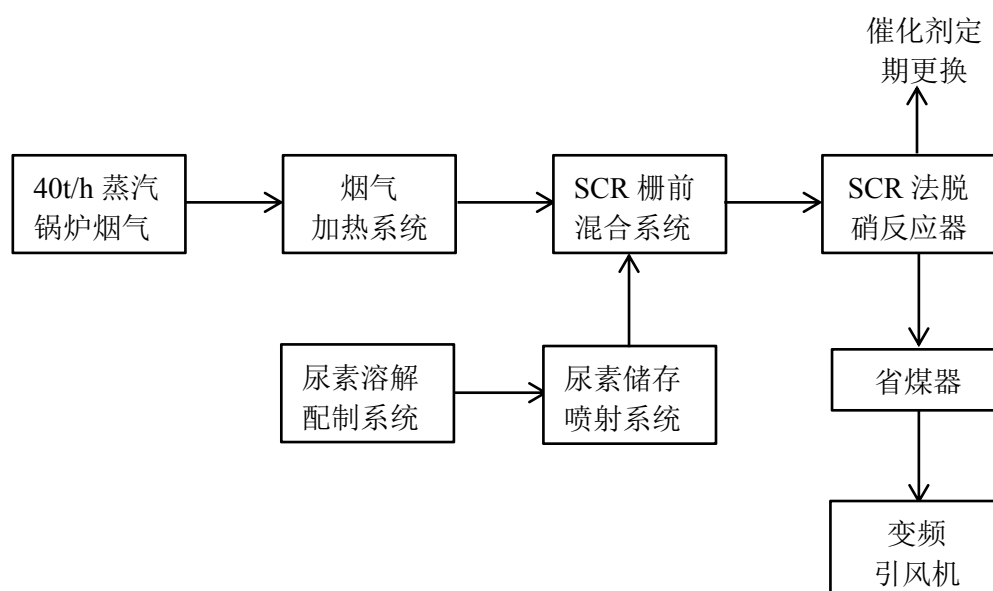 催化剂定
期更换
40t/h 蒸汽
锅炉烟气
烟气
加热系统
SCR 栅前
混合系统
SCR 法脱
硝反应器
尿素溶解
配制系统
尿素储存
喷射系统
省煤器
变频
引风机